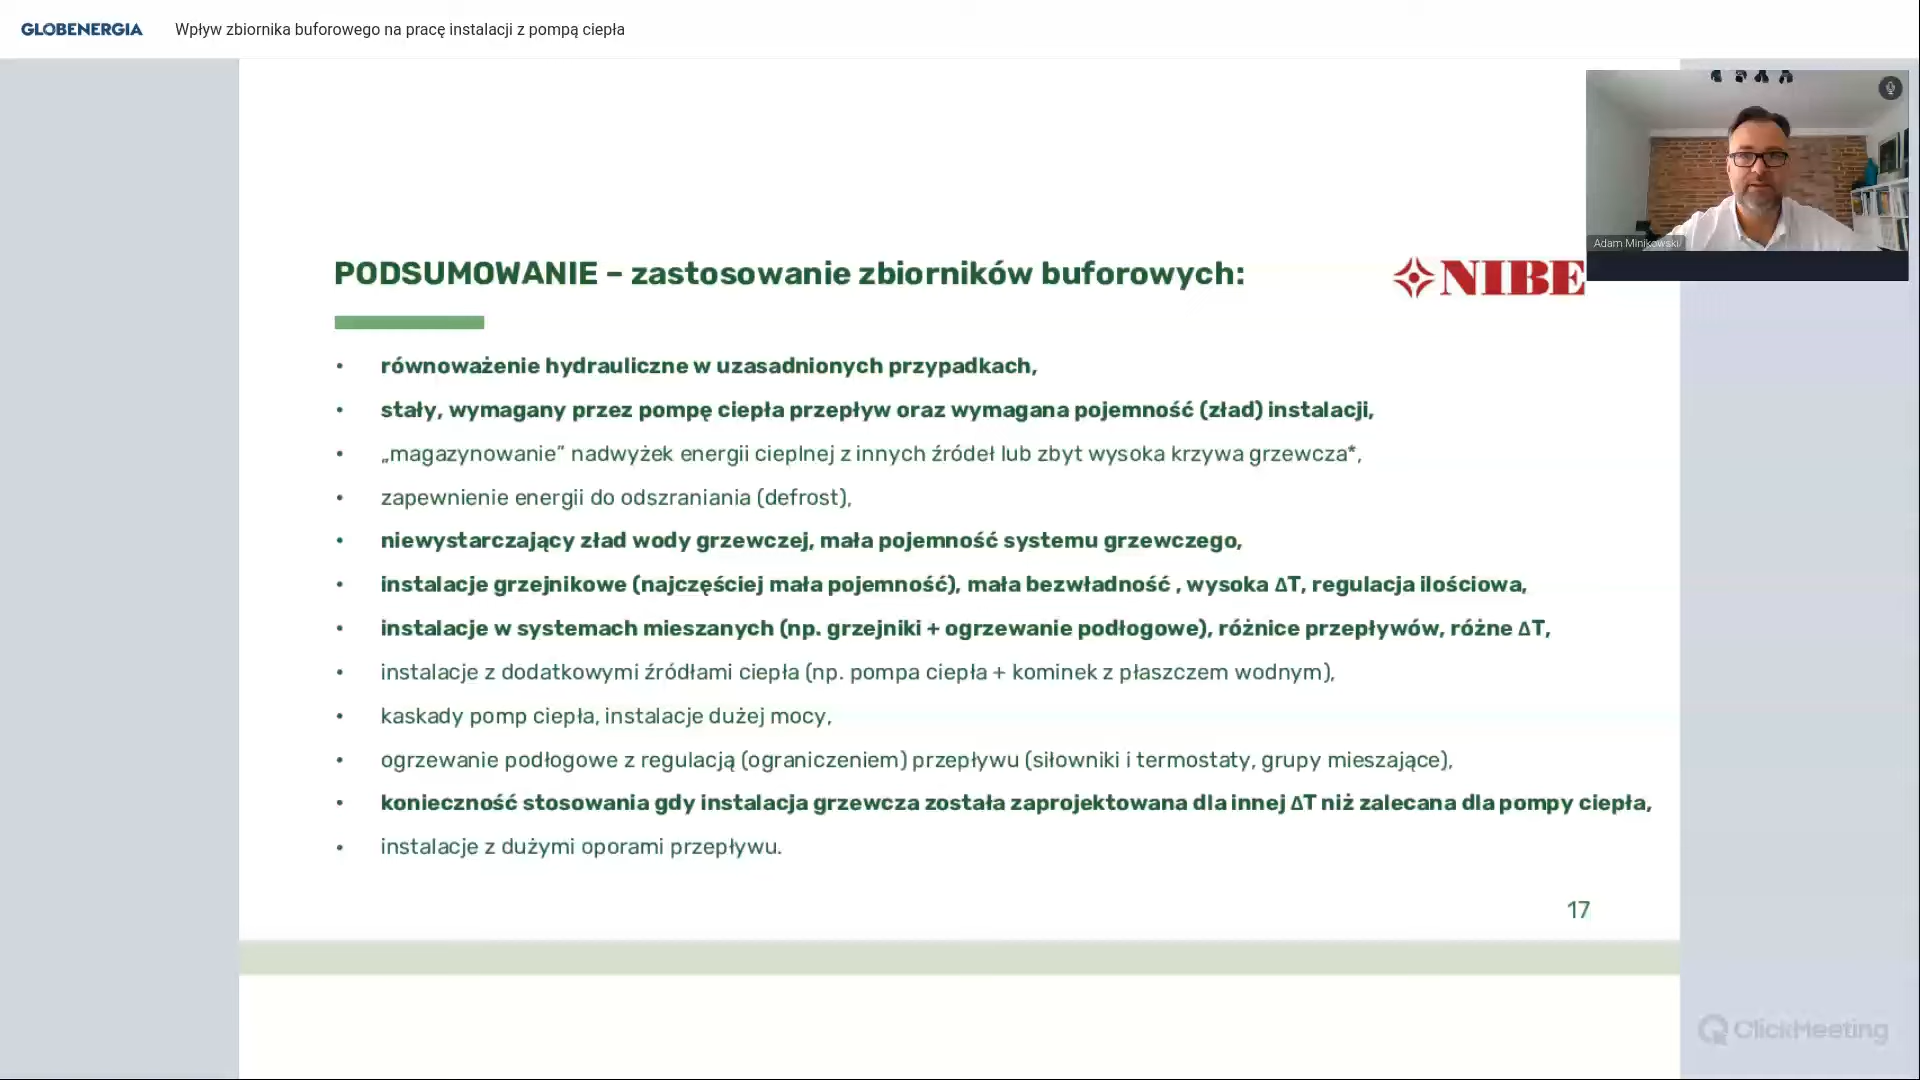 GLOBENERGIA
Wpływ zbiornika buforowego na pracę instalacji z pompą ciepła
Adam Minikowski
PODSUMOWANIE – zastosowanie zbiorników buforowych:
NIBE
• równoważenie hydrauliczne w uzasadnionych przypadkach,
• stały, wymagany przez pompę ciepła przepływ oraz wymagana pojemność (zład) instalacji,
• „magazynowanie” nadwyżek energii cieplnej z innych źródeł lub zbyt wysoka krzywa grzewcza*,
• zapewnienie energii do odszraniania (defrost),
• niewystarczający zład wody grzewczej, mała pojemność systemu grzewczego,
• instalacje grzejnikowe (najczęściej mała pojemność), mała bezwładność , wysoka ΔT, regulacja ilościowa,
• instalacje w systemach mieszanych (np. grzejniki + ogrzewanie podłogowe), różnice przepływów, różne ΔT,
• instalacje z dodatkowymi źródłami ciepła (np. pompa ciepła + kominek z płaszczem wodnym),
• kaskady pomp ciepła, instalacje dużej mocy,
• ogrzewanie podłogowe z regulacją (ograniczeniem) przepływu (siłowniki i termostaty, grupy mieszające),
• konieczność stosowania gdy instalacja grzewcza została zaprojektowana dla innej ΔT niż zalecana dla pompy ciepła,
• instalacje z dużymi oporami przepływu.
17
ClickMeeting